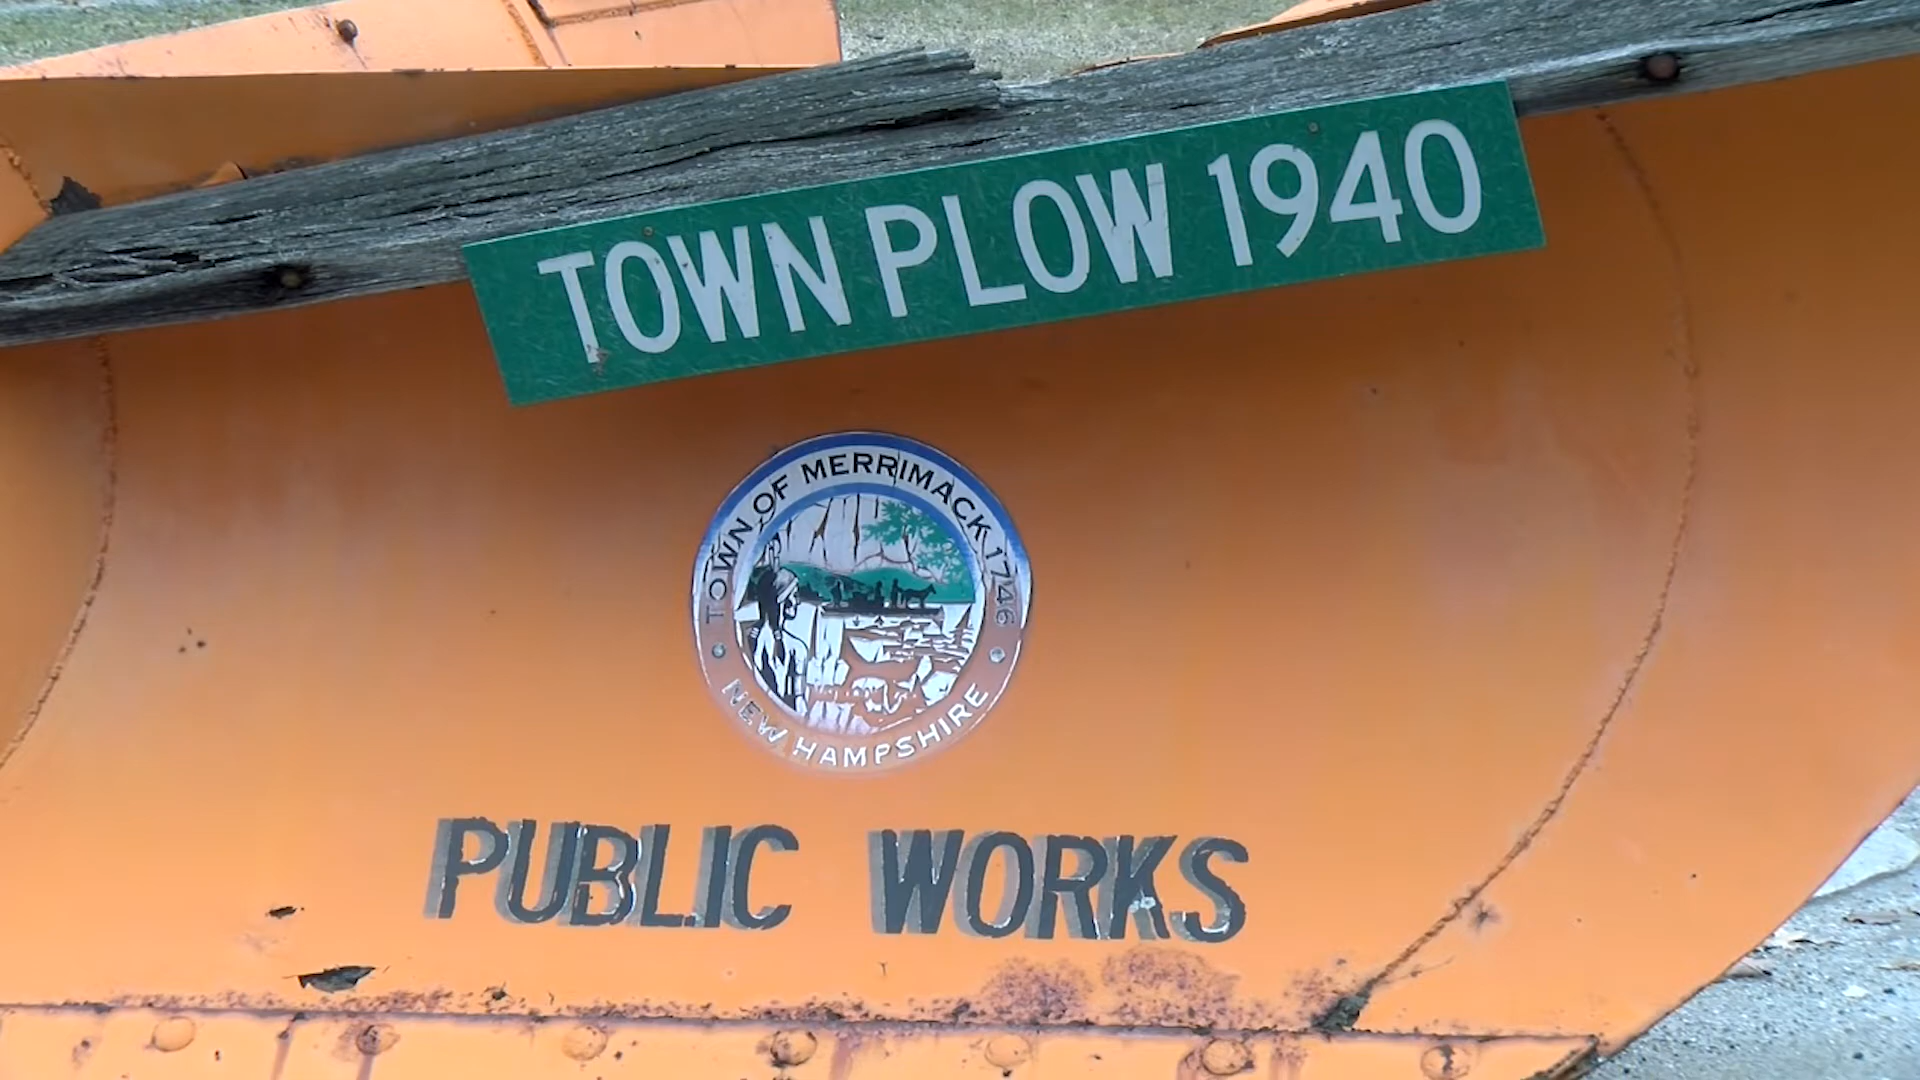 TOWN PLOW 1940
TOWN OF MERRIMACK 1746
NEW HAMPSHIRE
PUBLIC WORKS